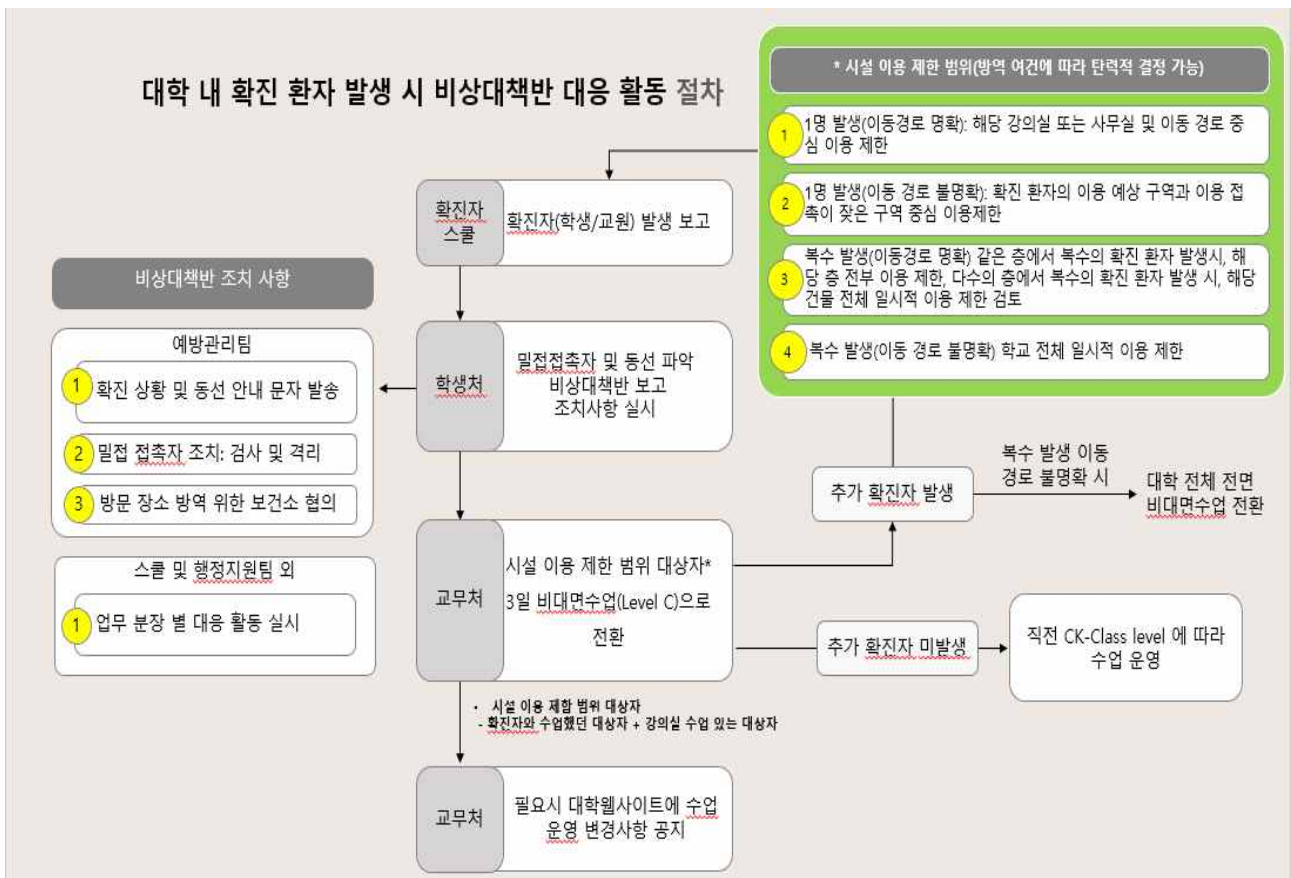 대학 내 확진 환자 발생 시 비상대책반 대응 활동 절차
* 시설 이용 제한 범위(방역 여건에 따라 탄력적 결정 가능)
1
1명 발생(이동경로 명확): 해당 강의실 또는 사무실 및 이동 경로 중
심 이용 제한
2
1명 발생(이동 경로 불명확): 확진 환자의 이용 예상 구역과 이용 접
촉이 잦은 구역 중심 이용제한
3
복수 발생(이동경로 명확) 같은 층에서 복수의 확진 환자 발생시, 해
당 층 전부 이용 제한, 다수의 층에서 복수의 확진 환자 발생 시, 해당
건물 전체 일시적 이용 제한 검토
4
복수 발생(이동 경로 불명확) 학교 전체 일시적 이용 제한
확진자
스쿨
확진자(학생/교원) 발생 보고
비상대책반 조치 사항
예방관리팀
1
확진 상황 및 동선 안내 문자 발송
2
밀접 접촉자 조치: 검사 및 격리
3
방문 장소 방역 위한 보건소 협의
스쿨 및 행정지원팀 외
1
업무 분장 별 대응 활동 실시
학생처
밀접접촉자 및 동선 파악
비상대책반 보고
조치사항 실시
교무처
시설 이용 제한 범위 대상자*
3일 비대면수업(Level C)으로
전환
추가 확진자 발생
복수 발생 이동
경로 불명확 시
대학 전체 전면
비대면수업 전환
추가 확진자 미발생
직전 CK-Class level 에 따라
수업 운영
• 시설 이용 제함 범위 대상자
- 확진자와 수업했던 대상자 + 강의실 수업 있는 대상자
교무처
필요시 대학웹사이트에 수업
운영 변경사항 공지